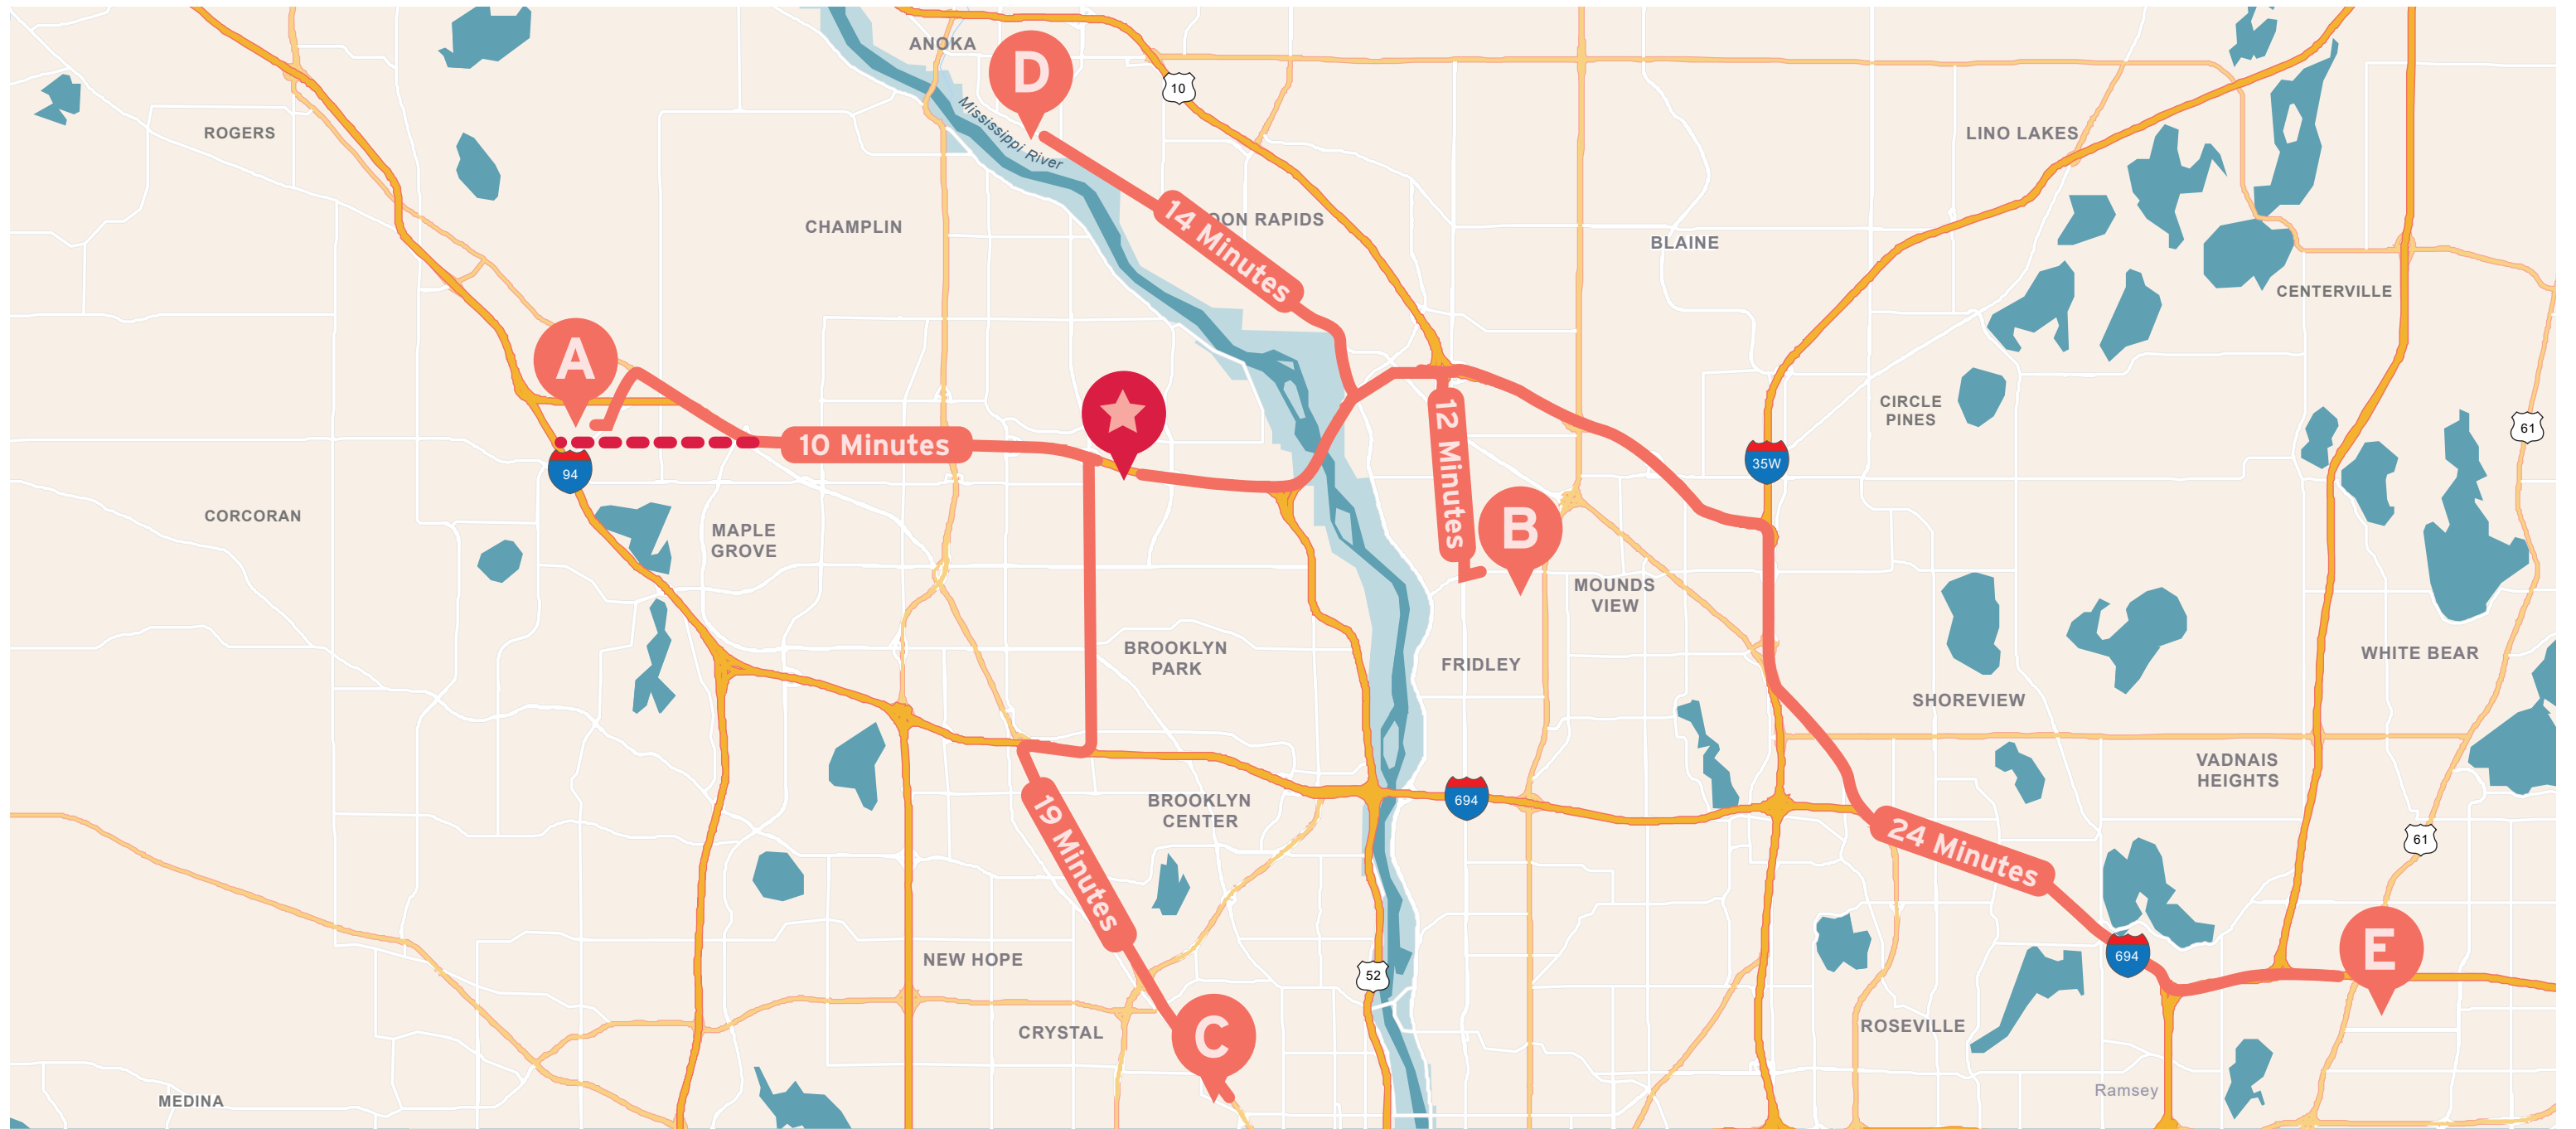 ANOKA
D
10
Mississippi River
ROGERS
LINO LAKES
14 Minutes
OON RAPIDS
CHAMPLIN
BLAINE
CENTERVILLE
A
CIRCLE
PINES
61
12 Minutes
10 Minutes
35W
94
CORCORAN
MAPLE
GROVE
B
MOUNDS
VIEW
BROOKLYN
PARK
FRIDLEY
WHITE BEAR
SHOREVIEW
VADNAIS
HEIGHTS
694
BROOKLYN
CENTER
19 Minutes
24 Minutes
61
NEW HOPE
52
694
E
CRYSTAL
C
ROSEVILLE
Ramsey
MEDINA